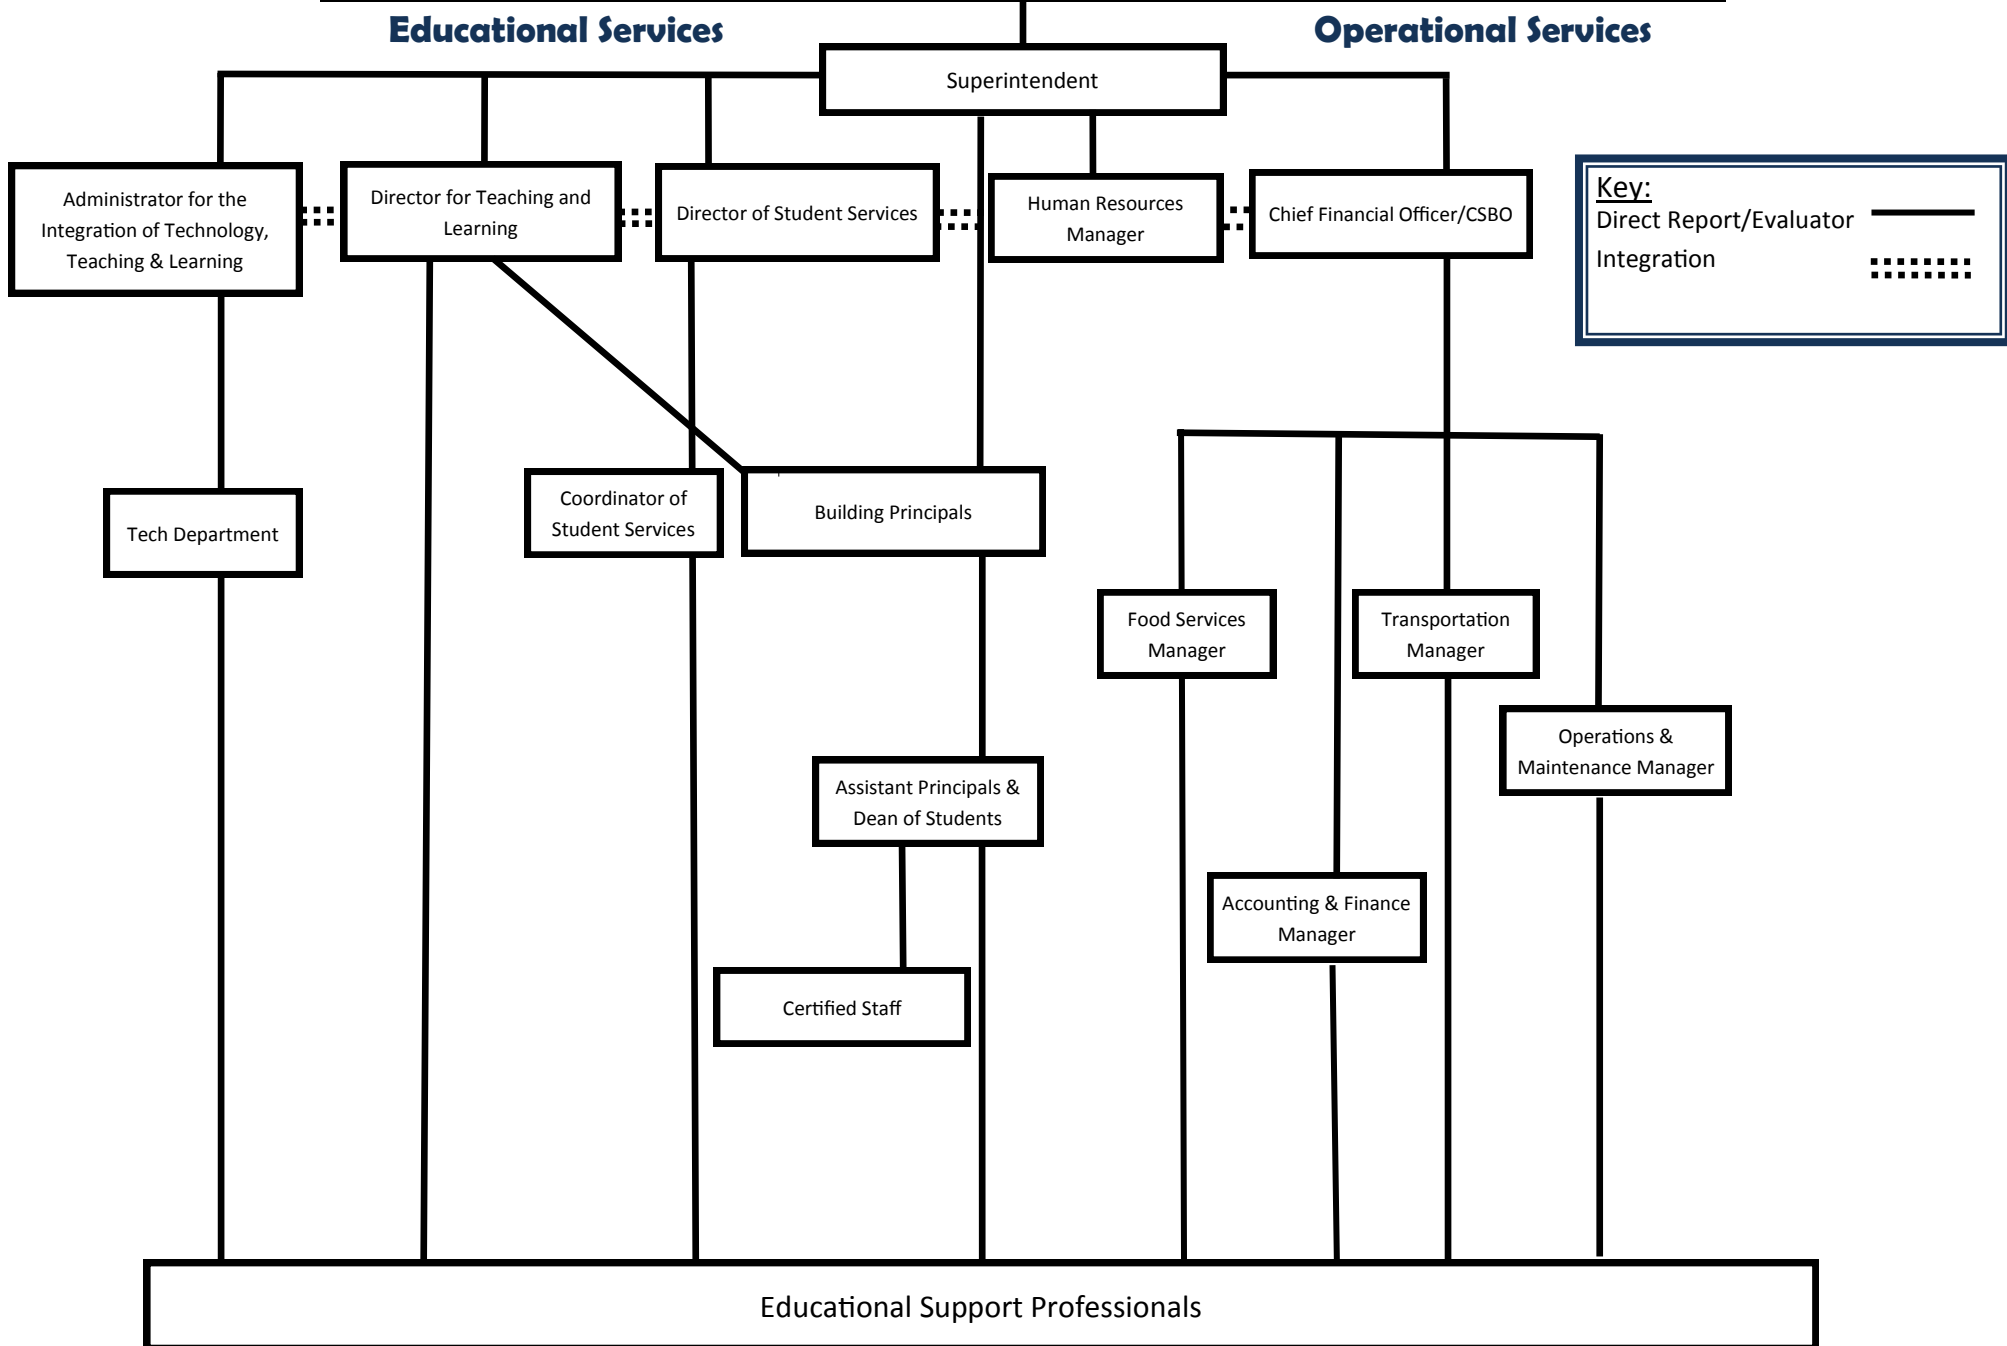 Educational Services
Operational Services
Superintendent
Administrator for the
Integration of Technology,
Teaching & Learning
Director for Teaching and
Learning
Director of Student Services
Human Resources
Manager
Chief Financial Officer/CSBO
Key:
Direct Report/Evaluator
Integration
Tech Department
Coordinator of
Student Services
Building Principals
Food Services
Manager
Transportation
Manager
Operations &
Maintenance Manager
Assistant Principals &
Dean of Students
Accounting & Finance
Manager
Certified Staff
Educational Support Professionals